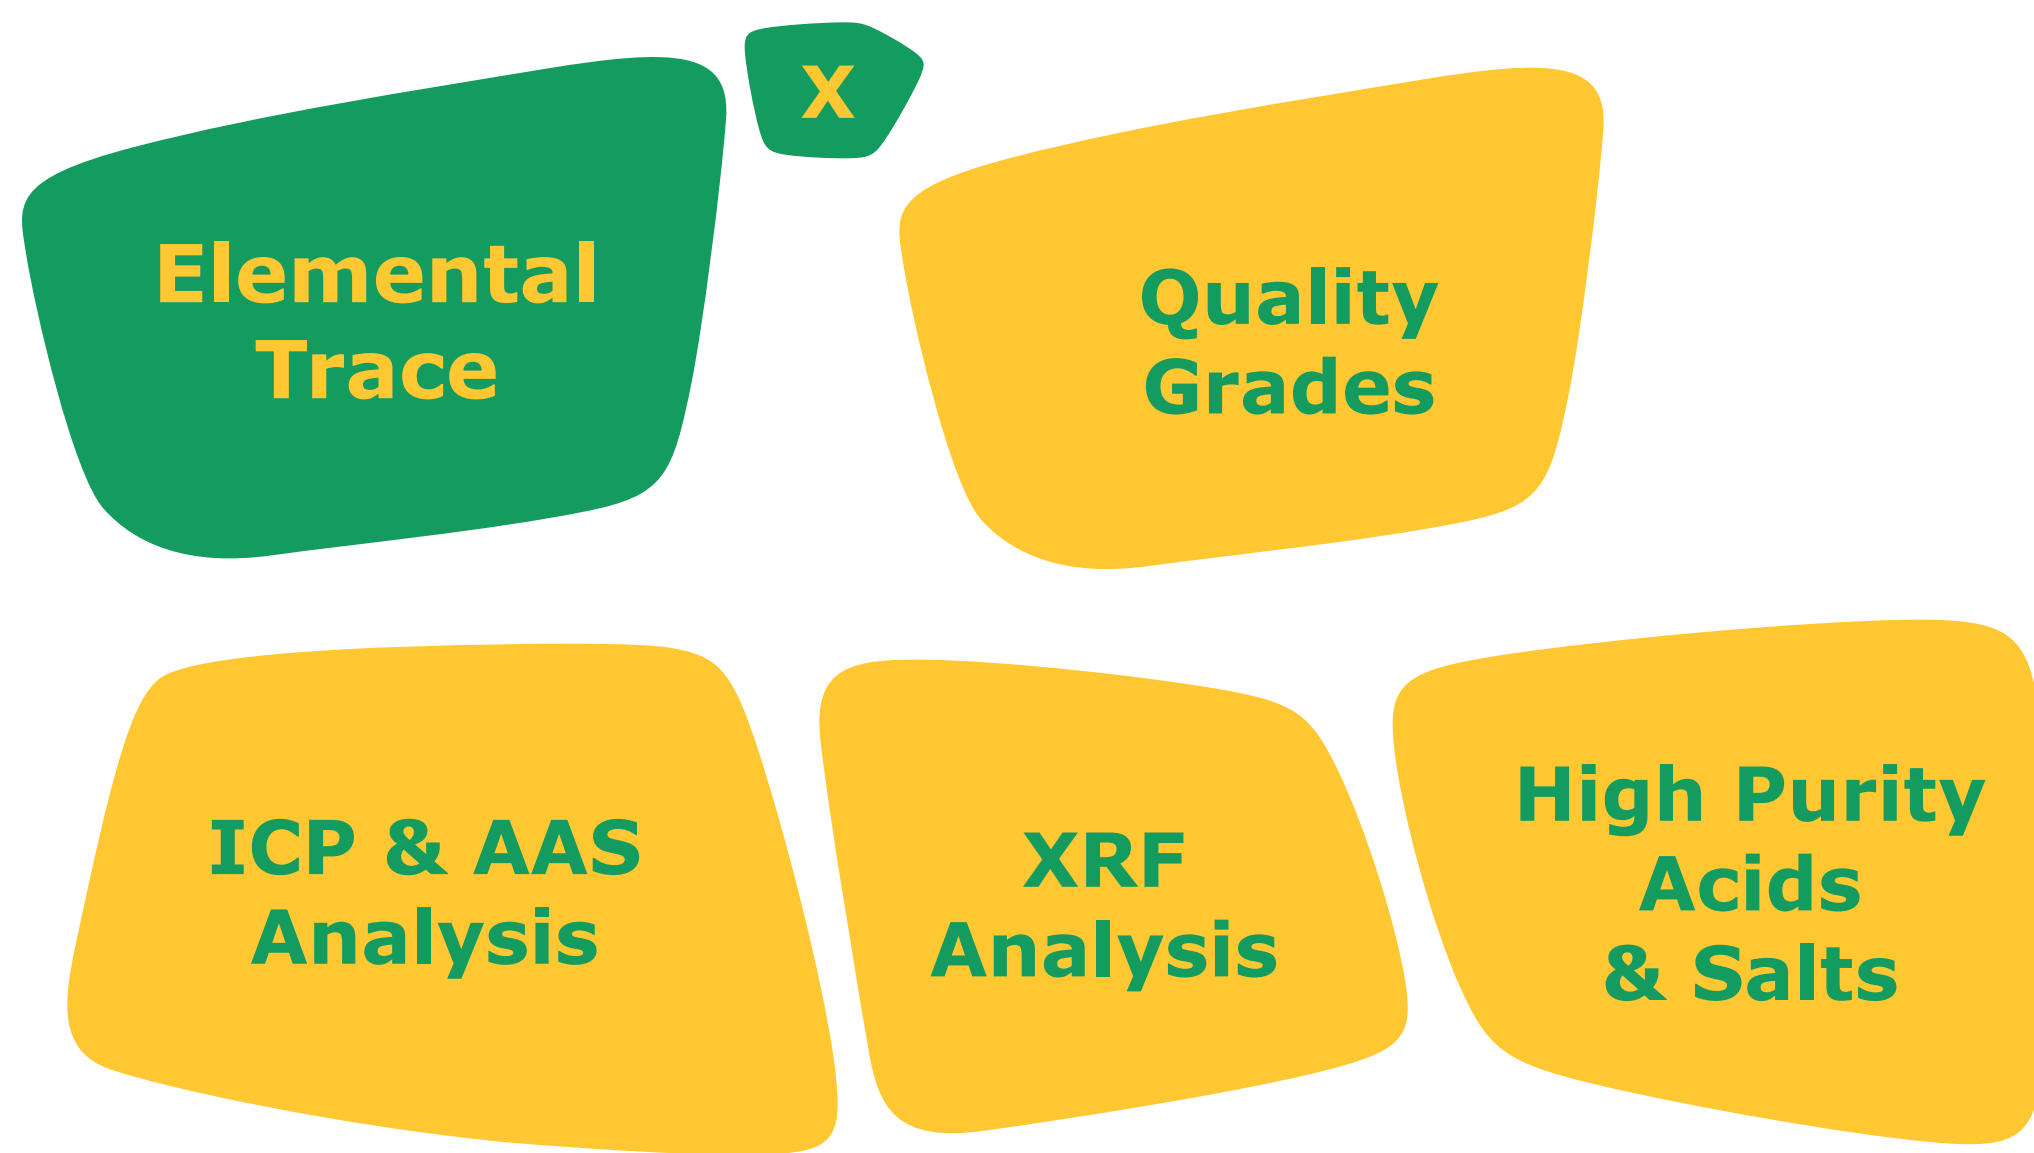 X
Elemental
Trace
Quality
Grades
ICP & AAS
Analysis
XRF
Analysis
High Purity
Acids
& Salts